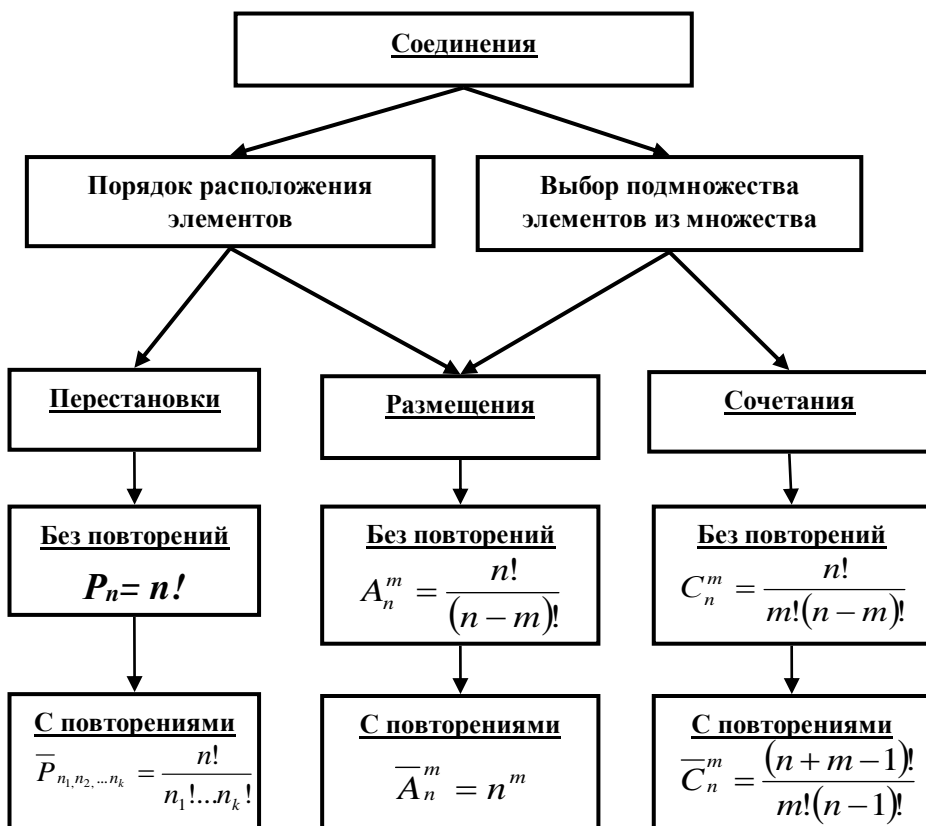 Соединения
Порядок расположения
элементов
Выбор подмножества
элементов из множества
Перестановки
Размещения
Сочетания
Без повторений
Pₙ= n!
Без повторений
A_n^m = n!/(n − m)!
Без повторений
C_n^m = n!/(m!(n − m)!)
С повторениями
P̅_{n₁,n₂,...nₖ} = n!/(n₁!...nₖ!)
С повторениями
A̅_n^m = n^m
С повторениями
C̅_n^m = (n + m − 1)!/(m!(n − 1)!)